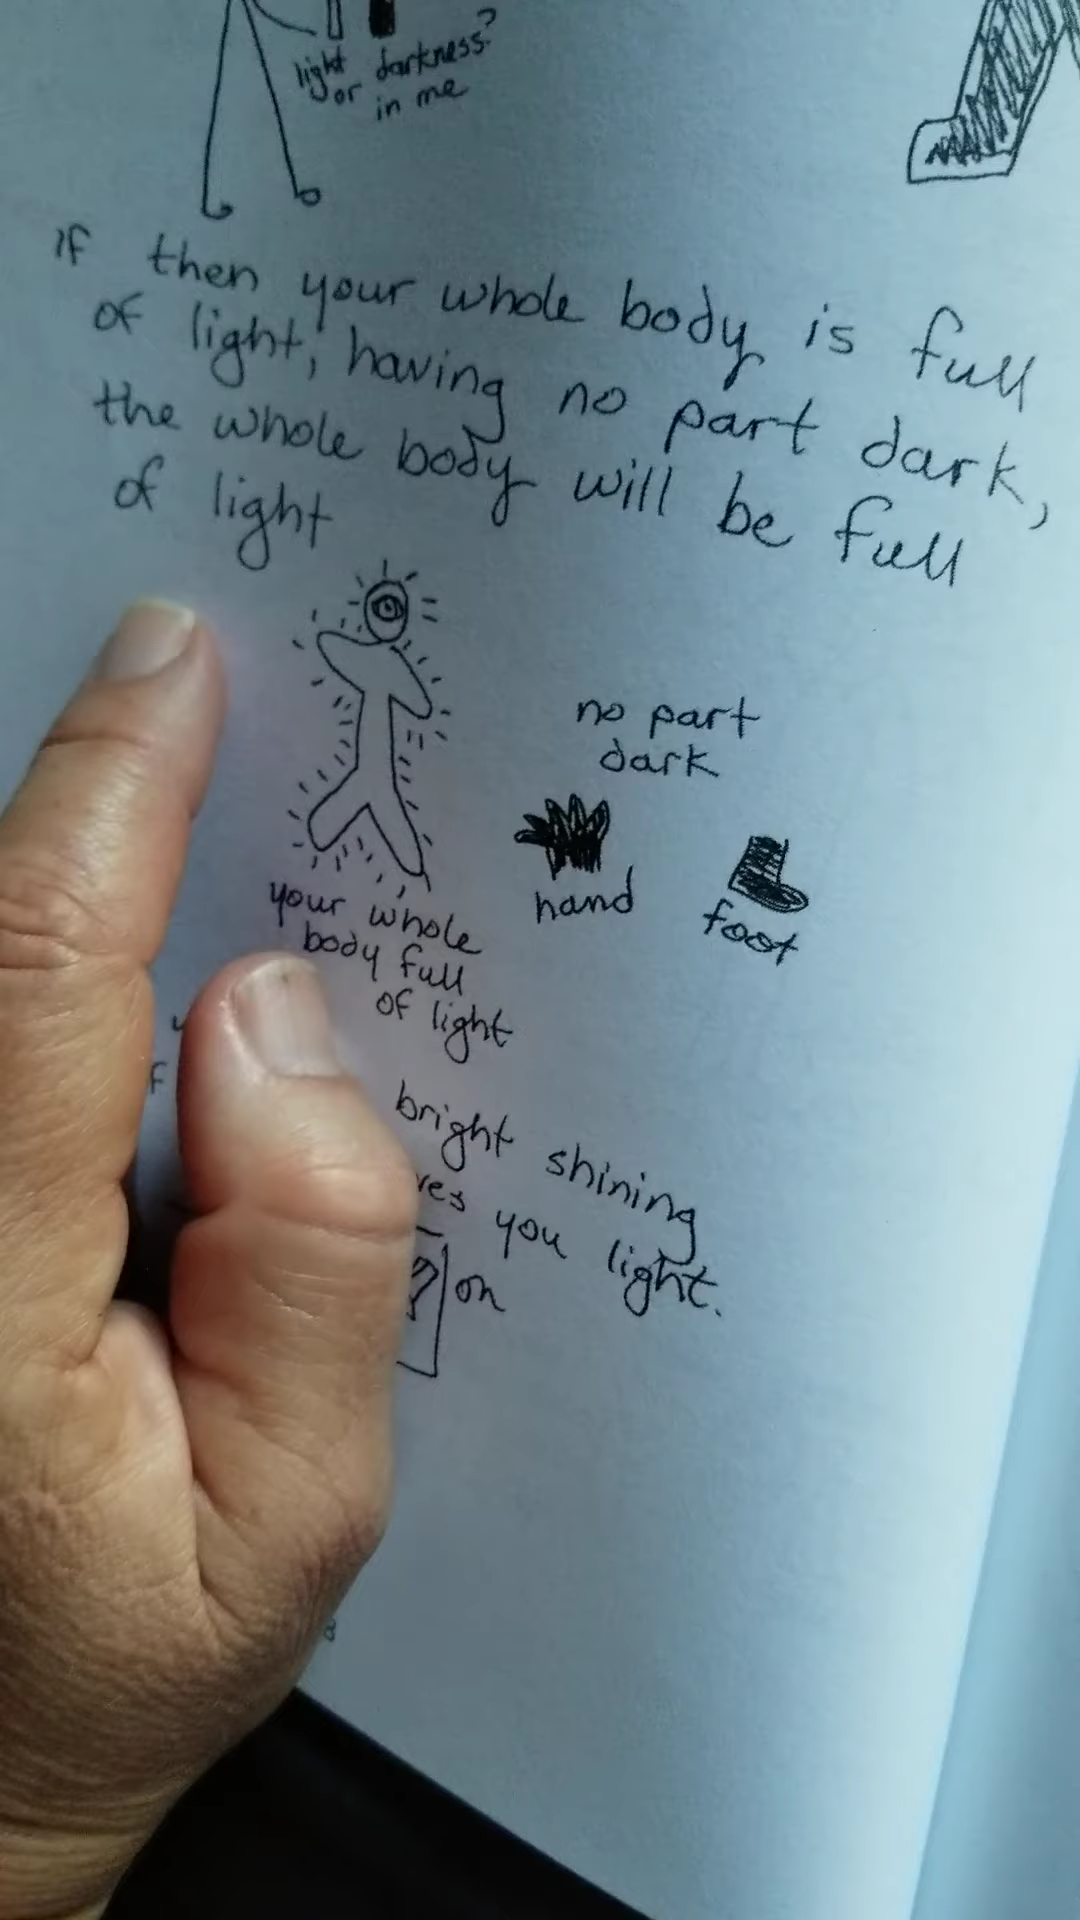 light darkness?
or in me
If then your whole body is full
of light, having no part dark,
the whole body will be full
of light
no part
dark
hand
foot
your whole
body full
of light
bright shining
you light.
on